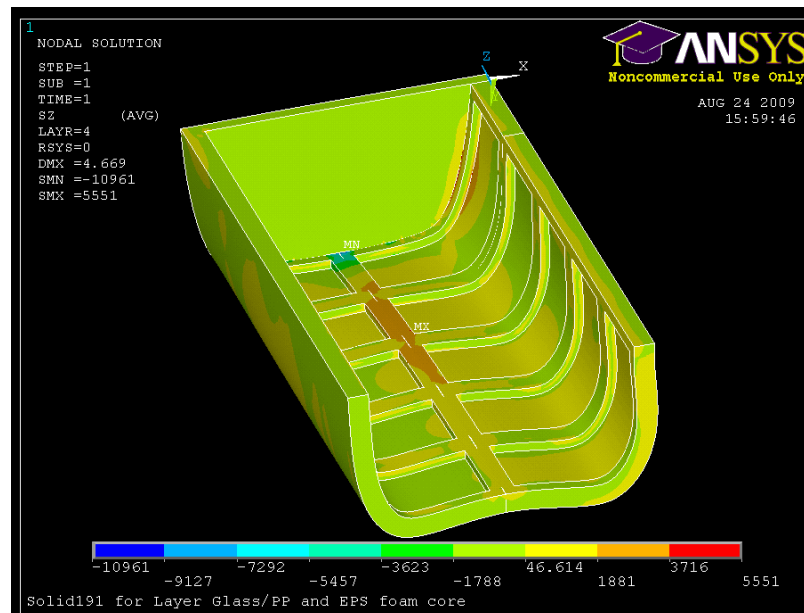 1
NODAL SOLUTION
STEP=1
SUB =1
TIME=1
SZ (AVG)
LAYR=4
RSYS=0
DMX =4.669
SMN =-10961
SMX =5551
ANSYS
Noncommercial Use Only
AUG 24 2009
15:59:46
Z
X
MN
MX
-10961
-9127
-7292
-5457
-3623
-1788
46.614
1881
3716
5551
Solid191 for Layer Glass/PP and EPS foam core